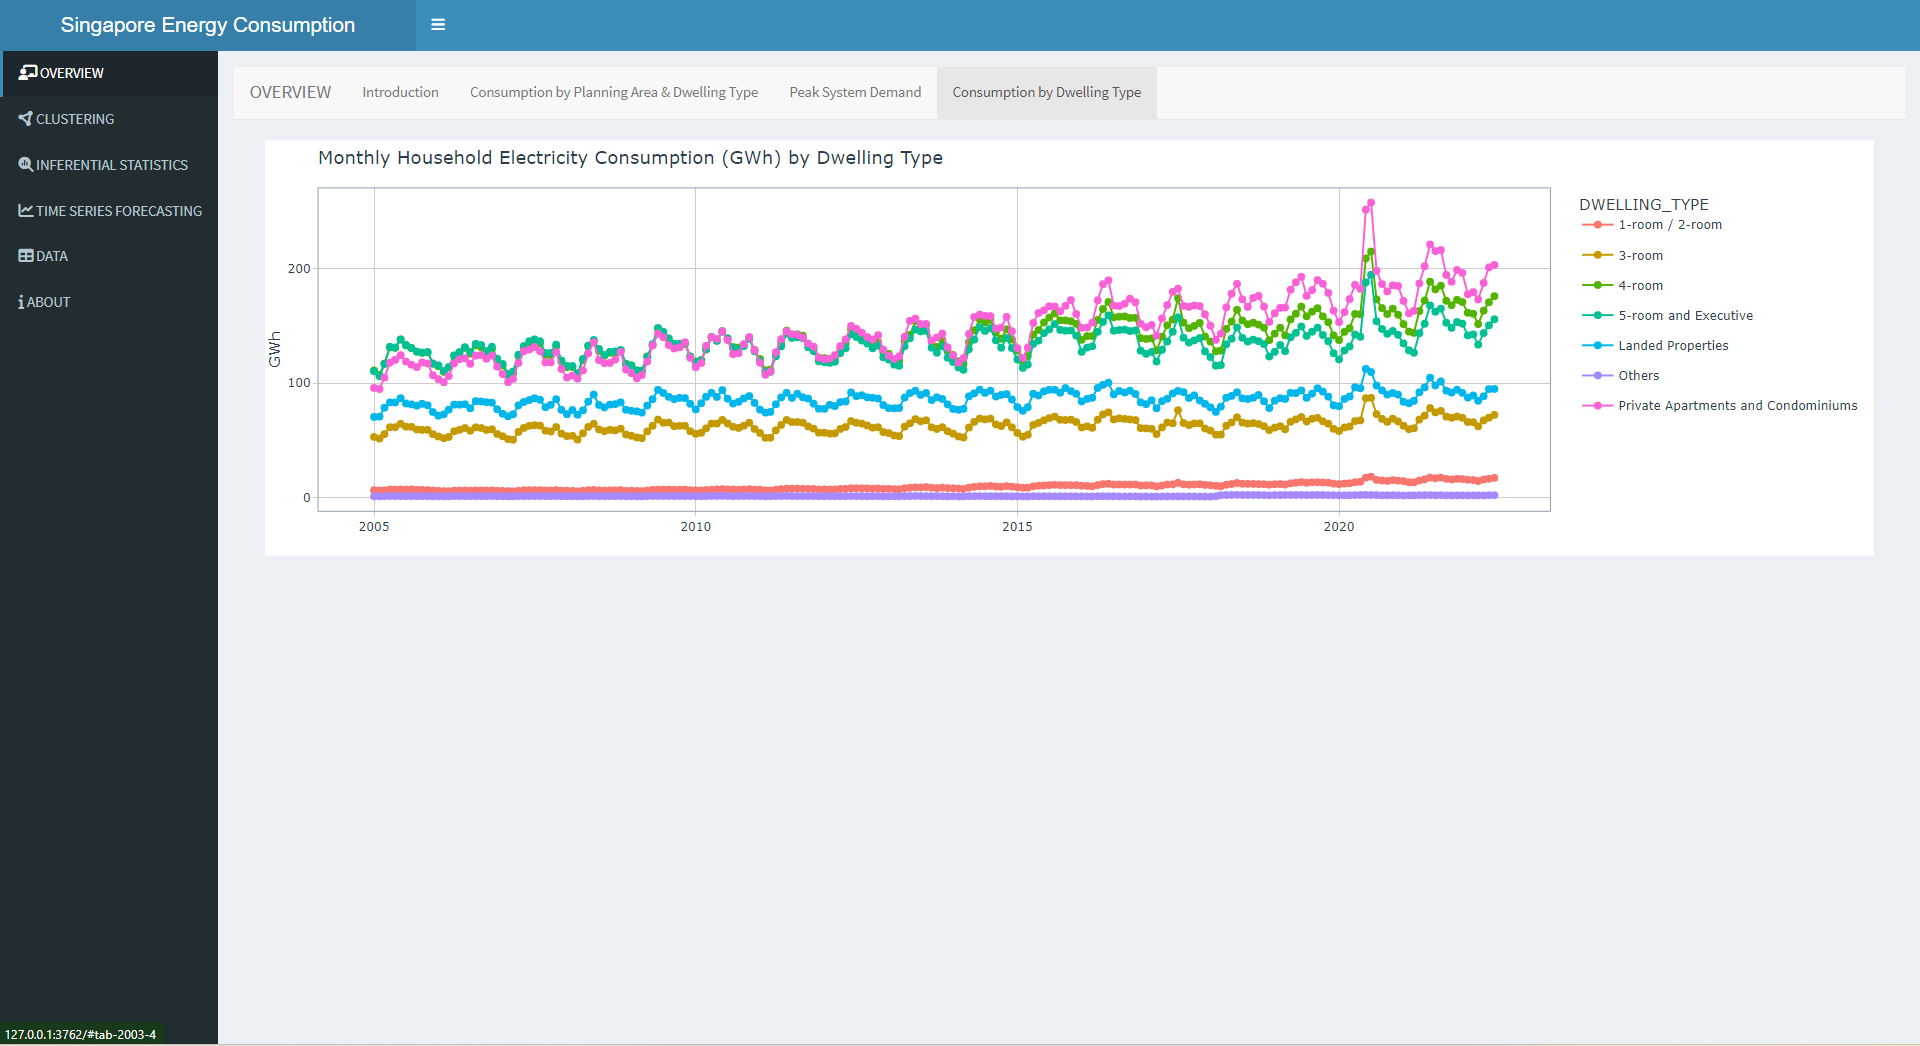 Singapore Energy Consumption
OVERVIEW
CLUSTERING
INFERENTIAL STATISTICS
TIME SERIES FORECASTING
DATA
ABOUT
OVERVIEW Introduction Consumption by Planning Area & Dwelling Type Peak System Demand Consumption by Dwelling Type
Monthly Household Electricity Consumption (GWh) by Dwelling Type
GWh
200
100
0
2005 2010 2015 2020
DWELLING_TYPE
1-room / 2-room
3-room
4-room
5-room and Executive
Landed Properties
Others
Private Apartments and Condominiums
127.0.0.1:3762/#tab-2003-4